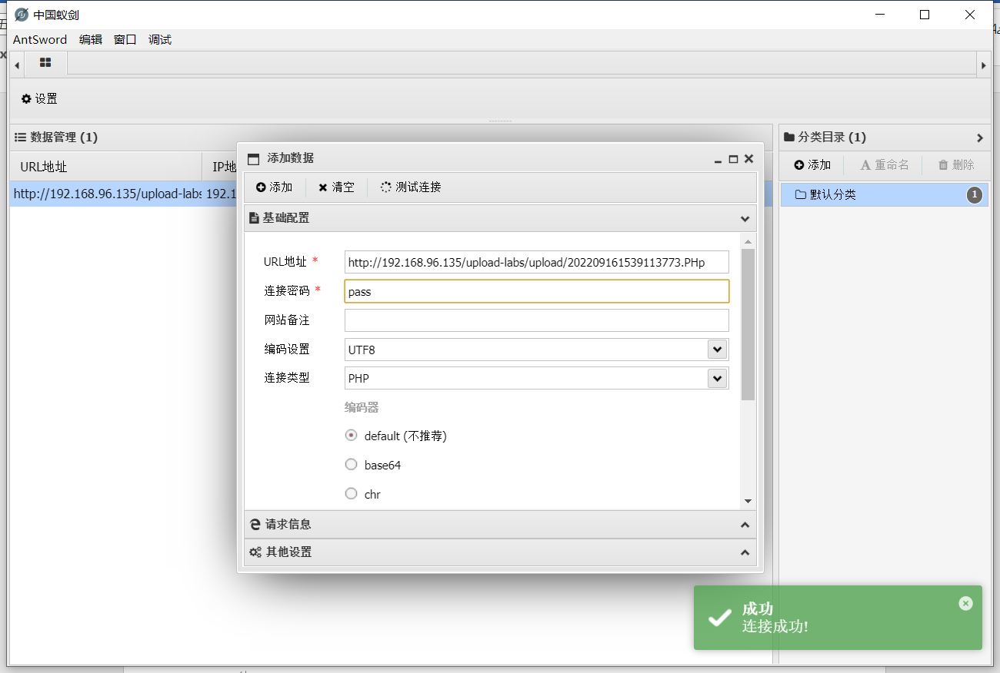 中国蚁剑
AntSword 编辑 窗口 调试
设置
数据管理 (1)
URL地址 IP地
http://192.168.96.135/upload-labs 192.1
添加数据
添加 清空 测试连接
基础配置
URL地址 *
http://192.168.96.135/upload-labs/upload/202209161539113773.PHp
连接密码 *
pass
网站备注
编码设置
UTF8
连接类型
PHP
编码器
default (不推荐)
base64
chr
请求信息
其他设置
分类目录 (1)
添加 重命名 删除
默认分类 1
成功
连接成功!